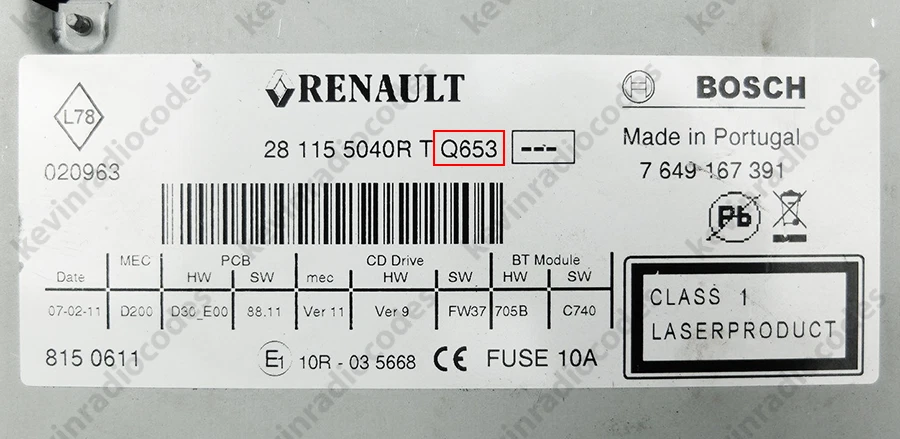 RENAULT
BOSCH
L78
Made in Portugal
28 115 5040R T Q653 ---
7 649 167 391
020963
Pb
MEC PCB CD Drive BT Module
Date HW SW mec HW SW HW SW
07-02-11 D200 D30_E00 88.11 Ver 11 Ver 9 FW37 705B C740
CLASS 1
LASERPRODUCT
815 0611 E1 10R - 03 5668 CE FUSE 10A
kevinradiocodes